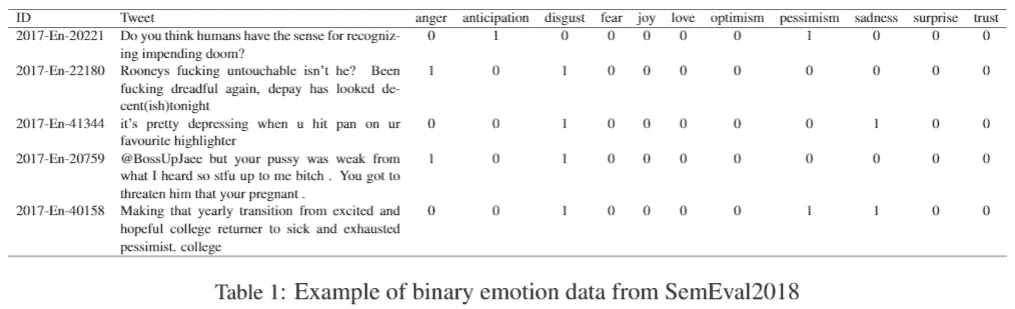 ID Tweet anger anticipation disgust fear joy love optimism pessimism sadness surprise trust
2017-En-20221 Do you think humans have the sense for recogniz- 0 1 0 0 0 0 0 1 0 0 0
ing impending doom?
2017-En-22180 Rooneys fucking untouchable isn't he? Been 1 0 1 0 0 0 0 0 0 0 0
fucking dreadful again, depay has looked de-
cent(ish)tonight
2017-En-41344 it's pretty depressing when u hit pan on ur 0 0 1 0 0 0 0 0 1 0 0
favourite highlighter
2017-En-20759 @BossUpJaee but your pussy was weak from 1 0 1 0 0 0 0 0 0 0 0
what I heard so stfu up to me bitch . You got to
threaten him that your pregnant .
2017-En-40158 Making that yearly transition from excited and 0 0 1 0 0 0 0 1 1 0 0
hopeful college returner to sick and exhausted
pessimist. college
Table 1: Example of binary emotion data from SemEval2018